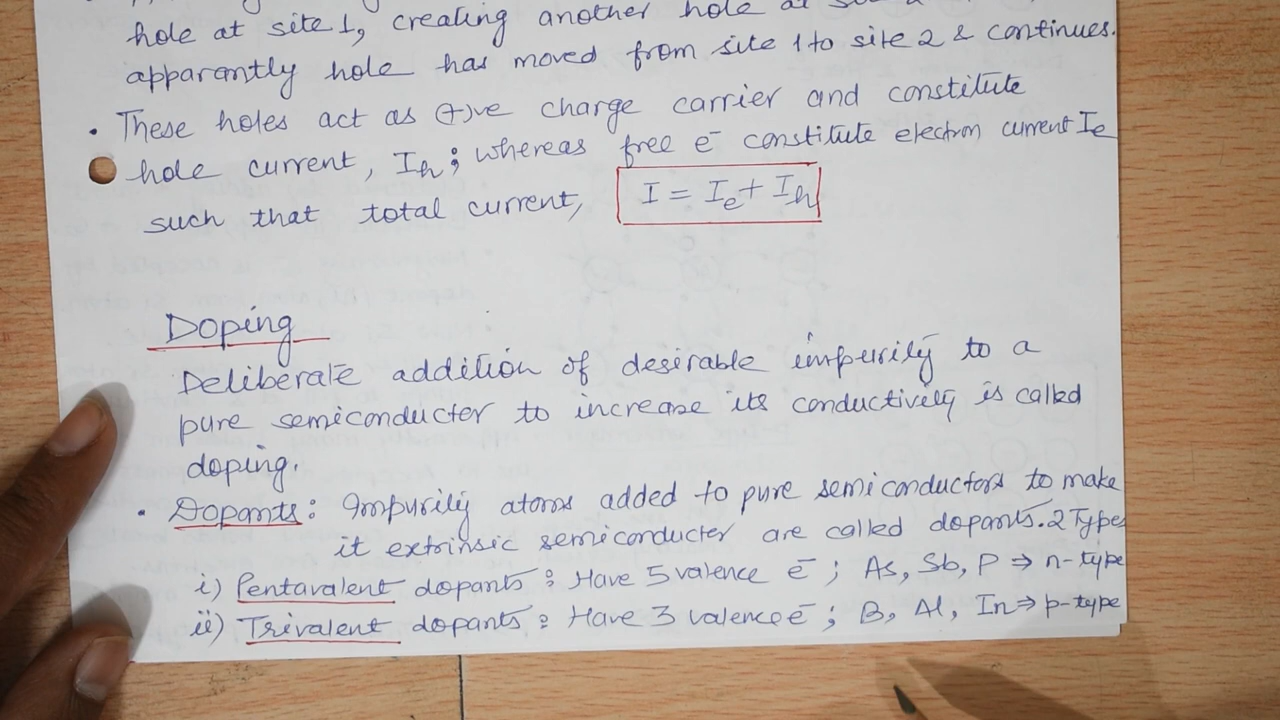 hole at site 1, creating another hole at
apparantly hole has moved from site 1 to site 2 & continues.
• These holes act as (+)ve charge carrier and constitute
hole current, Ih; whereas free e⁻ constitute electron current Ie
such that total current, I = Ie + Ih
Doping
Deliberate addition of desirable impurity to a
pure semiconducter to increase its conductivity is called
doping.
• Dopants: Impurity atoms added to pure semiconductors to make
it extrinsic semiconducter are called dopants. 2 Types
i) Pentavalent dopants: Have 5 valence e⁻; As, Sb, P ⇒ n-type
ii) Trivalent dopants: Have 3 valence e⁻; B, Al, In ⇒ p-type